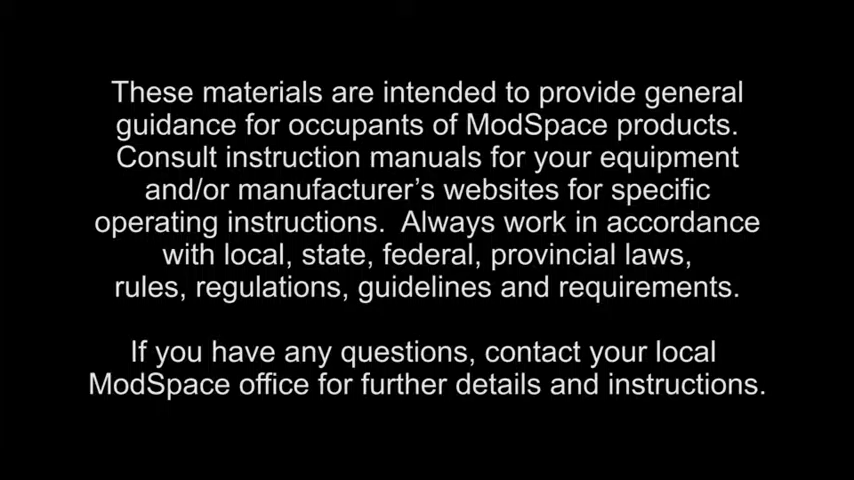 These materials are intended to provide general
guidance for occupants of ModSpace products.
Consult instruction manuals for your equipment
and/or manufacturer’s websites for specific
operating instructions.  Always work in accordance
with local, state, federal, provincial laws,
rules, regulations, guidelines and requirements.
If you have any questions, contact your local
ModSpace office for further details and instructions.